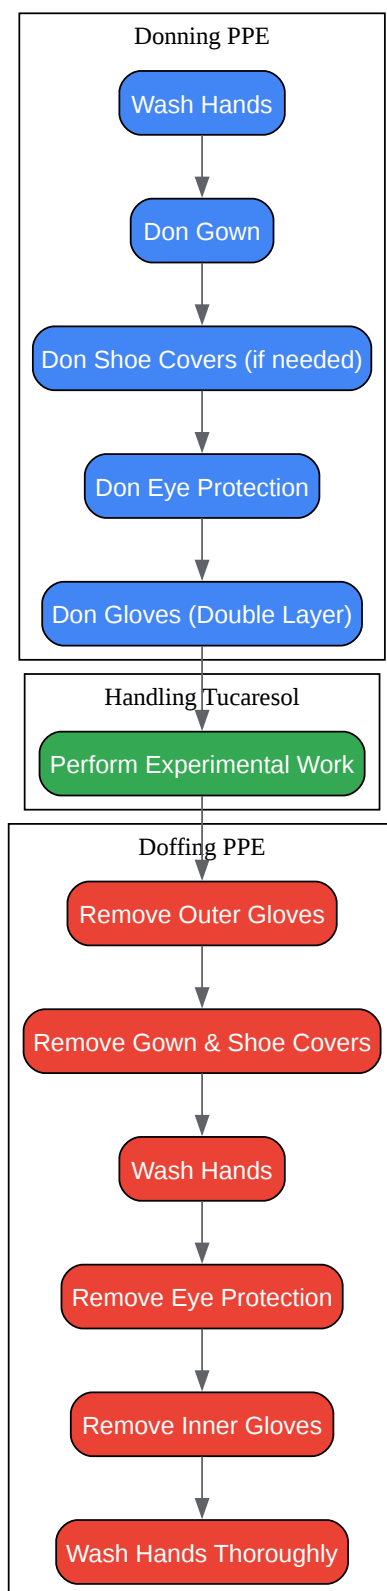 Donning PPE
Wash Hands
Don Gown
Don Shoe Covers (if needed)
Don Eye Protection
Don Gloves (Double Layer)
Handling Tucaresol
Perform Experimental Work
Doffing PPE
Remove Outer Gloves
Remove Gown & Shoe Covers
Wash Hands
Remove Eye Protection
Remove Inner Gloves
Wash Hands Thoroughly